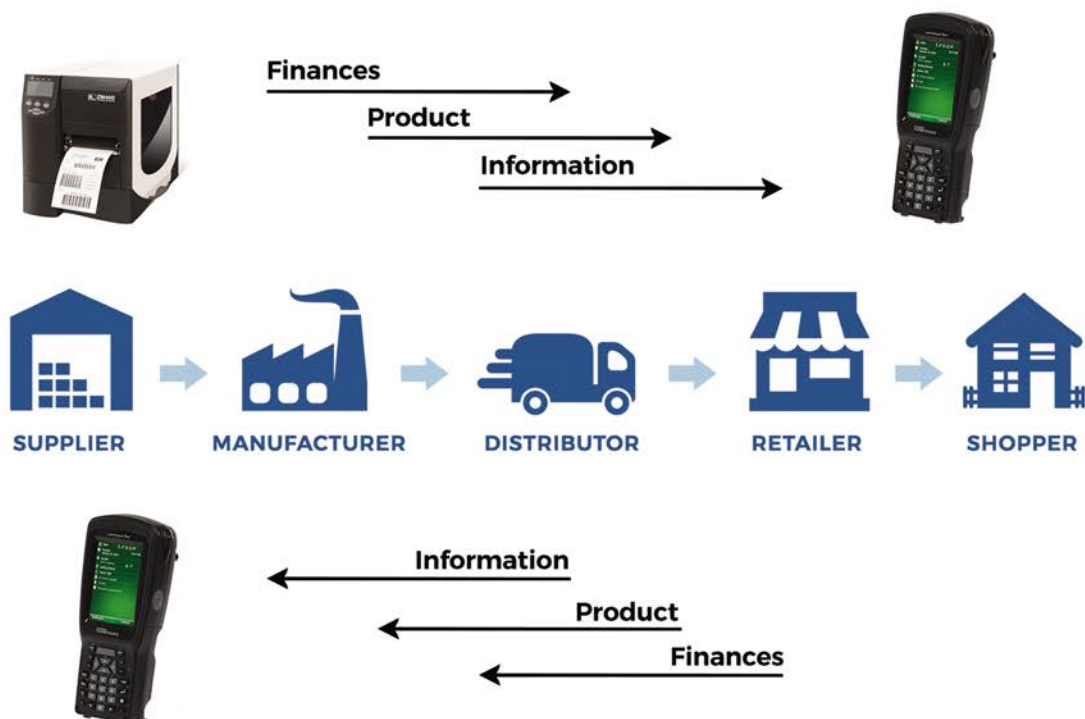 Finances
Product
Information
SUPPLIER
MANUFACTURER
DISTRIBUTOR
RETAILER
SHOPPER
Information
Product
Finances